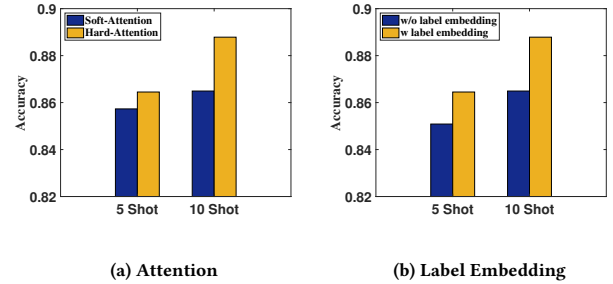 0.9
0.88
0.86
0.84
0.82
Accuracy
Soft-Attention
Hard-Attention
5 Shot 10 Shot
(a) Attention
0.9
0.88
0.86
0.84
0.82
Accuracy
w/o label embedding
w label embedding
5 Shot 10 Shot
(b) Label Embedding